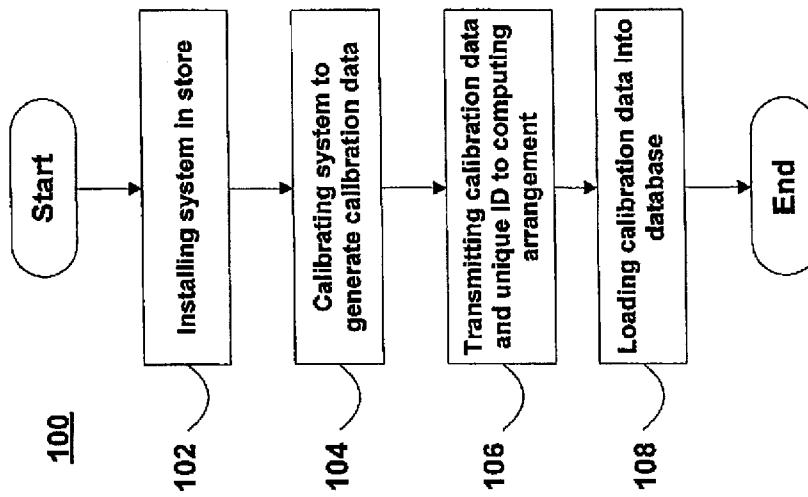 100
Start
102
Installing system in store
104
Calibrating system to
generate calibration data
106
Transmitting calibration data
and unique ID to computing
arrangement
108
Loading calibration data into
database
End